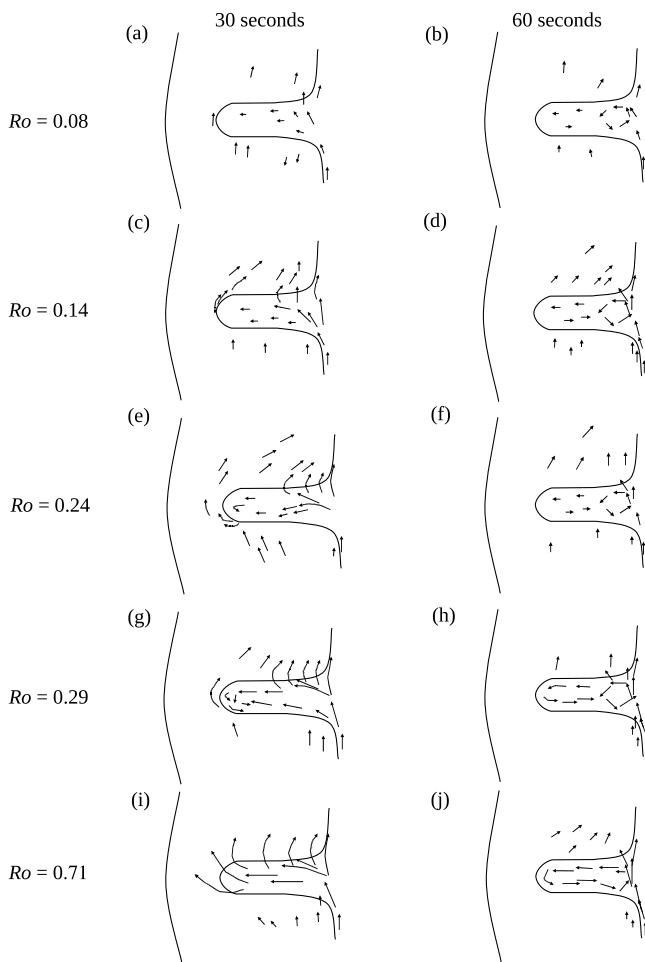 30 seconds 60 seconds
(a) (b)
Ro = 0.08
(c) (d)
Ro = 0.14
(e) (f)
Ro = 0.24
(g) (h)
Ro = 0.29
(i) (j)
Ro = 0.71